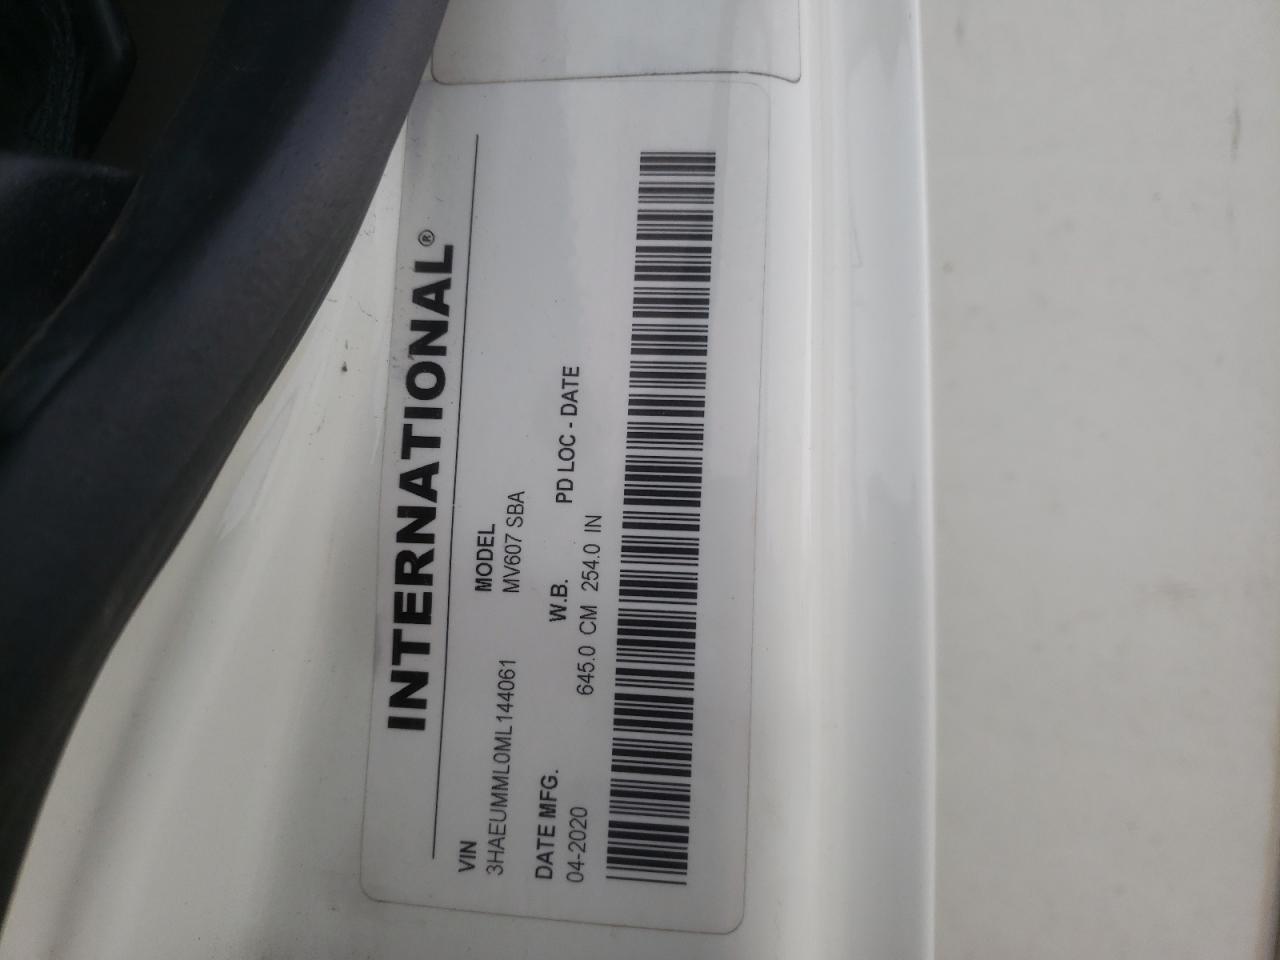 INTERNATIONAL®
VIN MODEL
3HAEUMML0ML144061 MV607 SBA
DATE MFG. W.B. PD LOC - DATE
04-2020 645.0 CM 254.0 IN